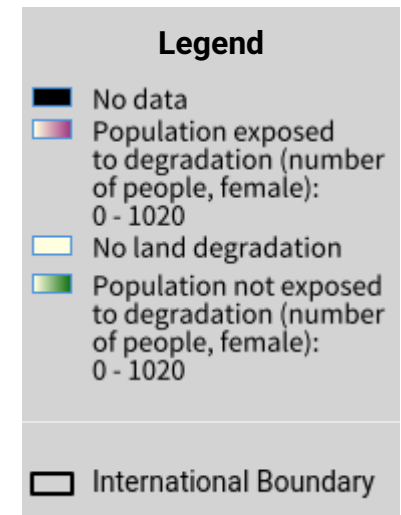 Legend
No data
Population exposed
to degradation (number
of people, female):
0 - 1020
No land degradation
Population not exposed
to degradation (number
of people, female):
0 - 1020
International Boundary